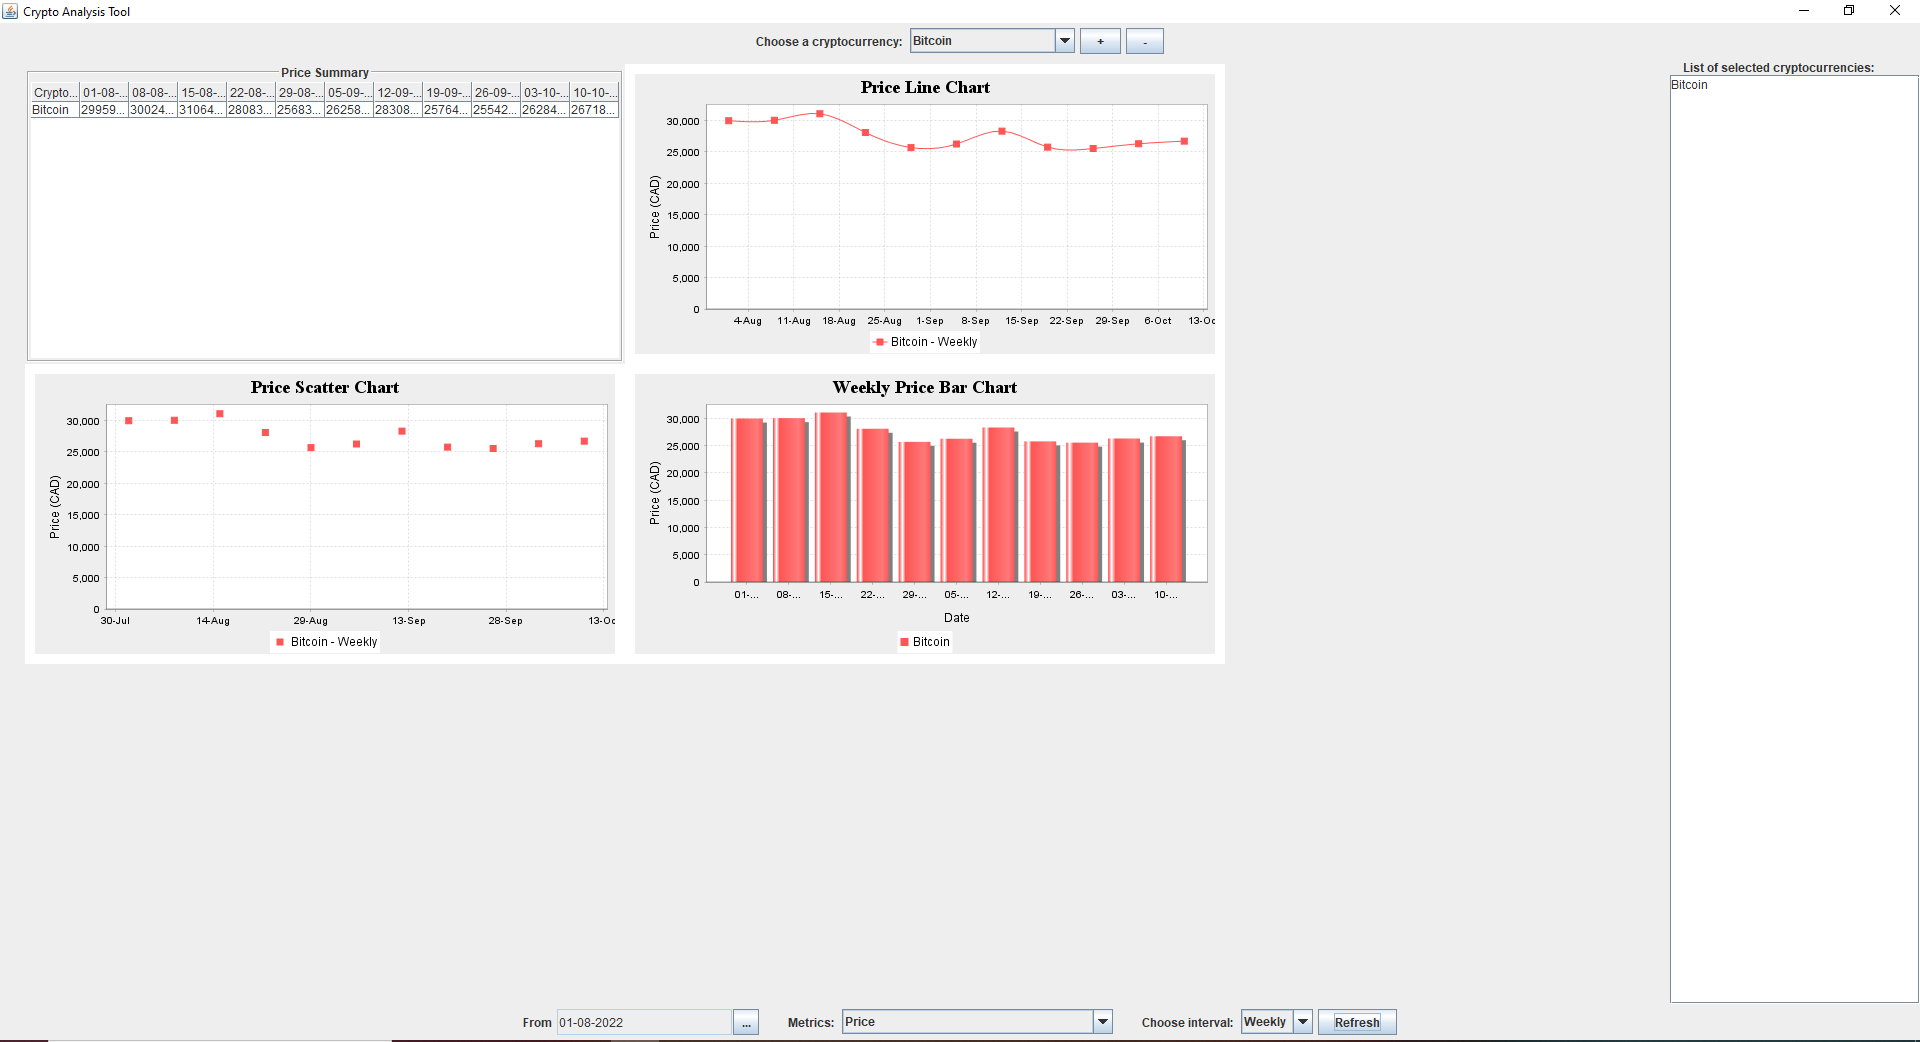 Crypto Analysis Tool
Choose a cryptocurrency: Bitcoin + -
Price Summary
Crypto... 01-08-... 08-08-... 15-08-... 22-08-... 29-08-... 05-09-... 12-09-... 19-09-... 26-09-... 03-10-... 10-10-...
Bitcoin 29959... 30024... 31064... 28083... 25683... 26258... 28308... 25764... 25542... 26284... 26718...
Price Line Chart
Price (CAD)
30,000
25,000
20,000
15,000
10,000
5,000
0
4-Aug 11-Aug 18-Aug 25-Aug 1-Sep 8-Sep 15-Sep 22-Sep 29-Sep 6-Oct 13-Oc
Bitcoin - Weekly
List of selected cryptocurrencies:
Bitcoin
Price Scatter Chart
Price (CAD)
30,000
25,000
20,000
15,000
10,000
5,000
0
30-Jul 14-Aug 29-Aug 13-Sep 28-Sep 13-Oc
Bitcoin - Weekly
Weekly Price Bar Chart
Price (CAD)
30,000
25,000
20,000
15,000
10,000
5,000
0
01-... 08-... 15-... 22-... 29-... 05-... 12-... 19-... 26-... 03-... 10-...
Date
Bitcoin
From 01-08-2022 ... Metrics: Price Choose interval: Weekly Refresh